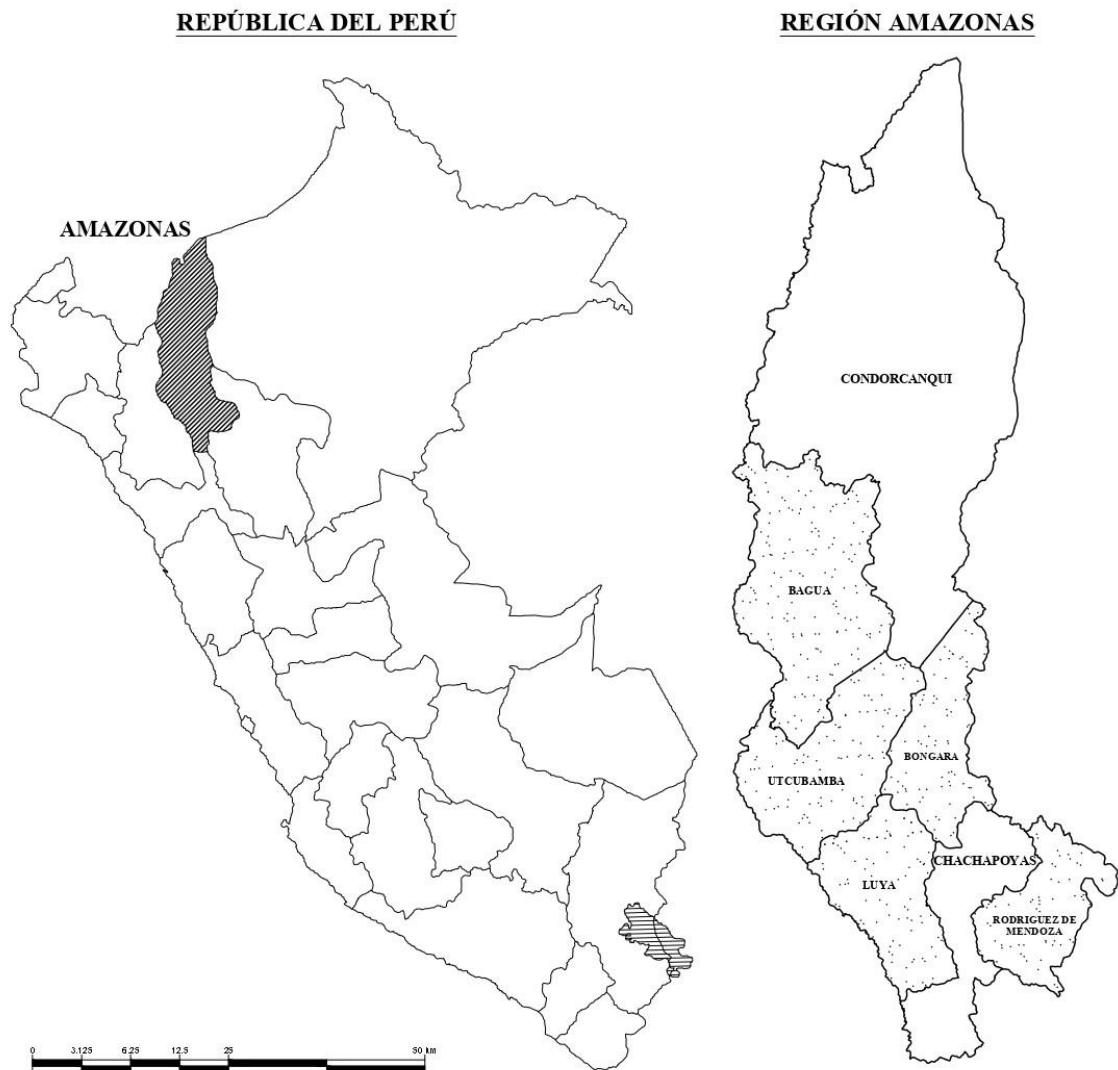 REPÚBLICA DEL PERÚ
REGIÓN AMAZONAS
AMAZONAS
CONDORCANQUI
BAGUA
UTCUBAMBA
BONGARA
CHACHAPOYAS
LUYA
RODRIGUEZ DE
MENDOZA
0 3.125 6.25 12.5 25 50 km